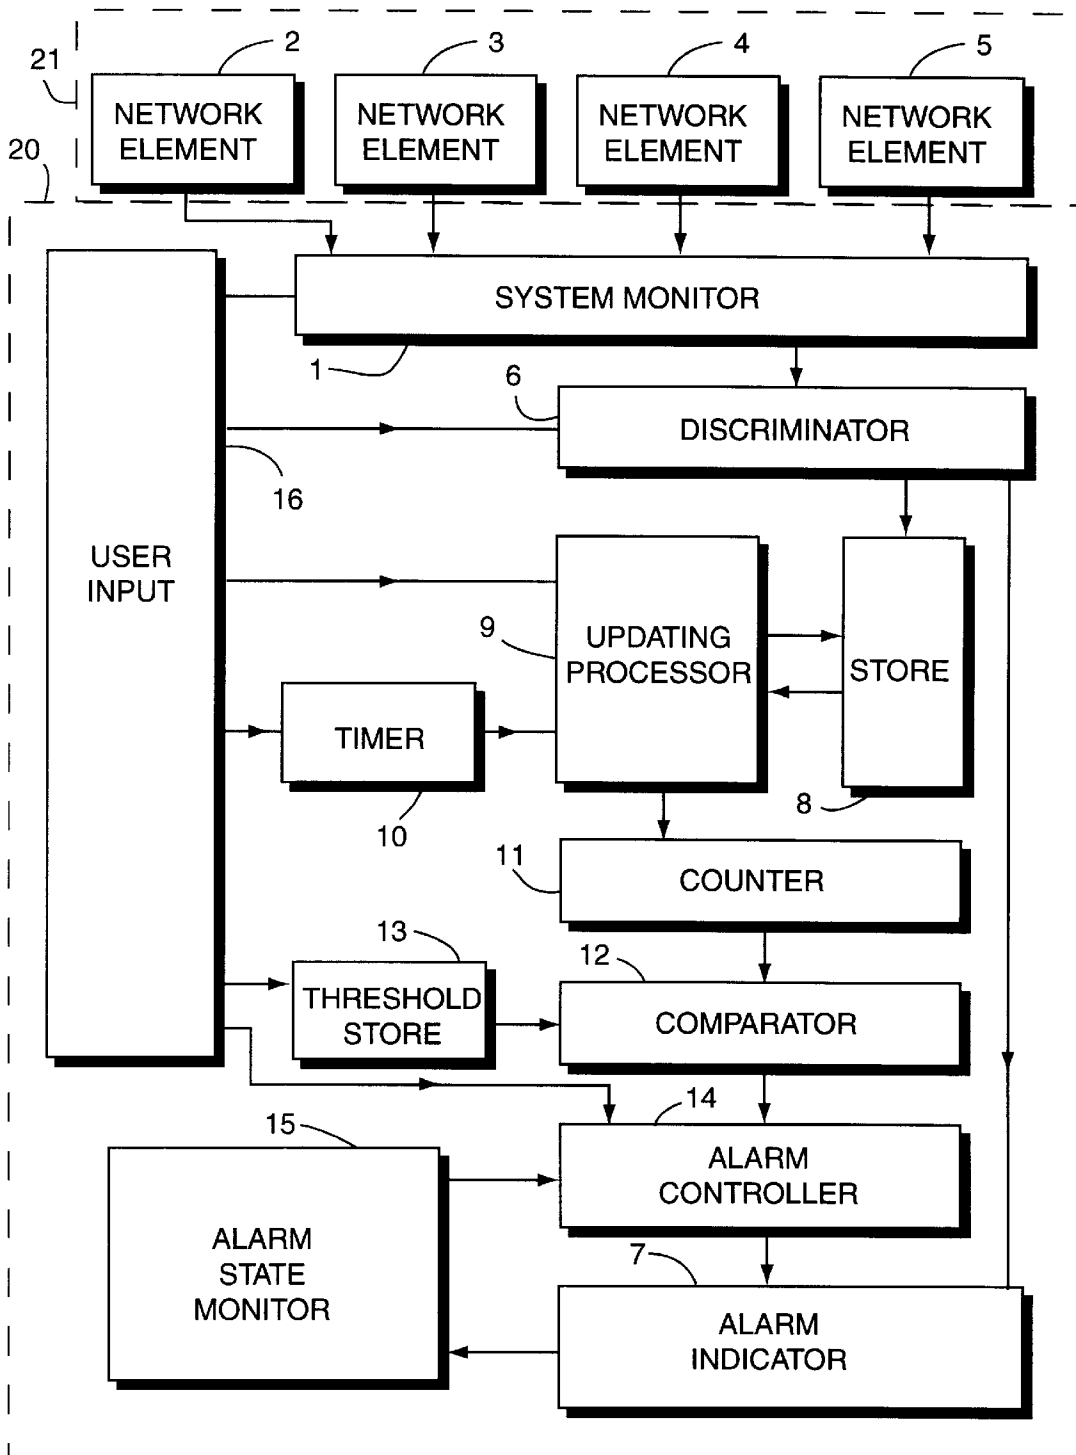 2
3
4
5
21
NETWORK
ELEMENT
NETWORK
ELEMENT
NETWORK
ELEMENT
NETWORK
ELEMENT
20
SYSTEM MONITOR
1
6
DISCRIMINATOR
16
USER
INPUT
9
UPDATING
PROCESSOR
STORE
TIMER
8
10
11
COUNTER
13
12
THRESHOLD
STORE
COMPARATOR
14
15
ALARM
CONTROLLER
ALARM
STATE
MONITOR
7
ALARM
INDICATOR